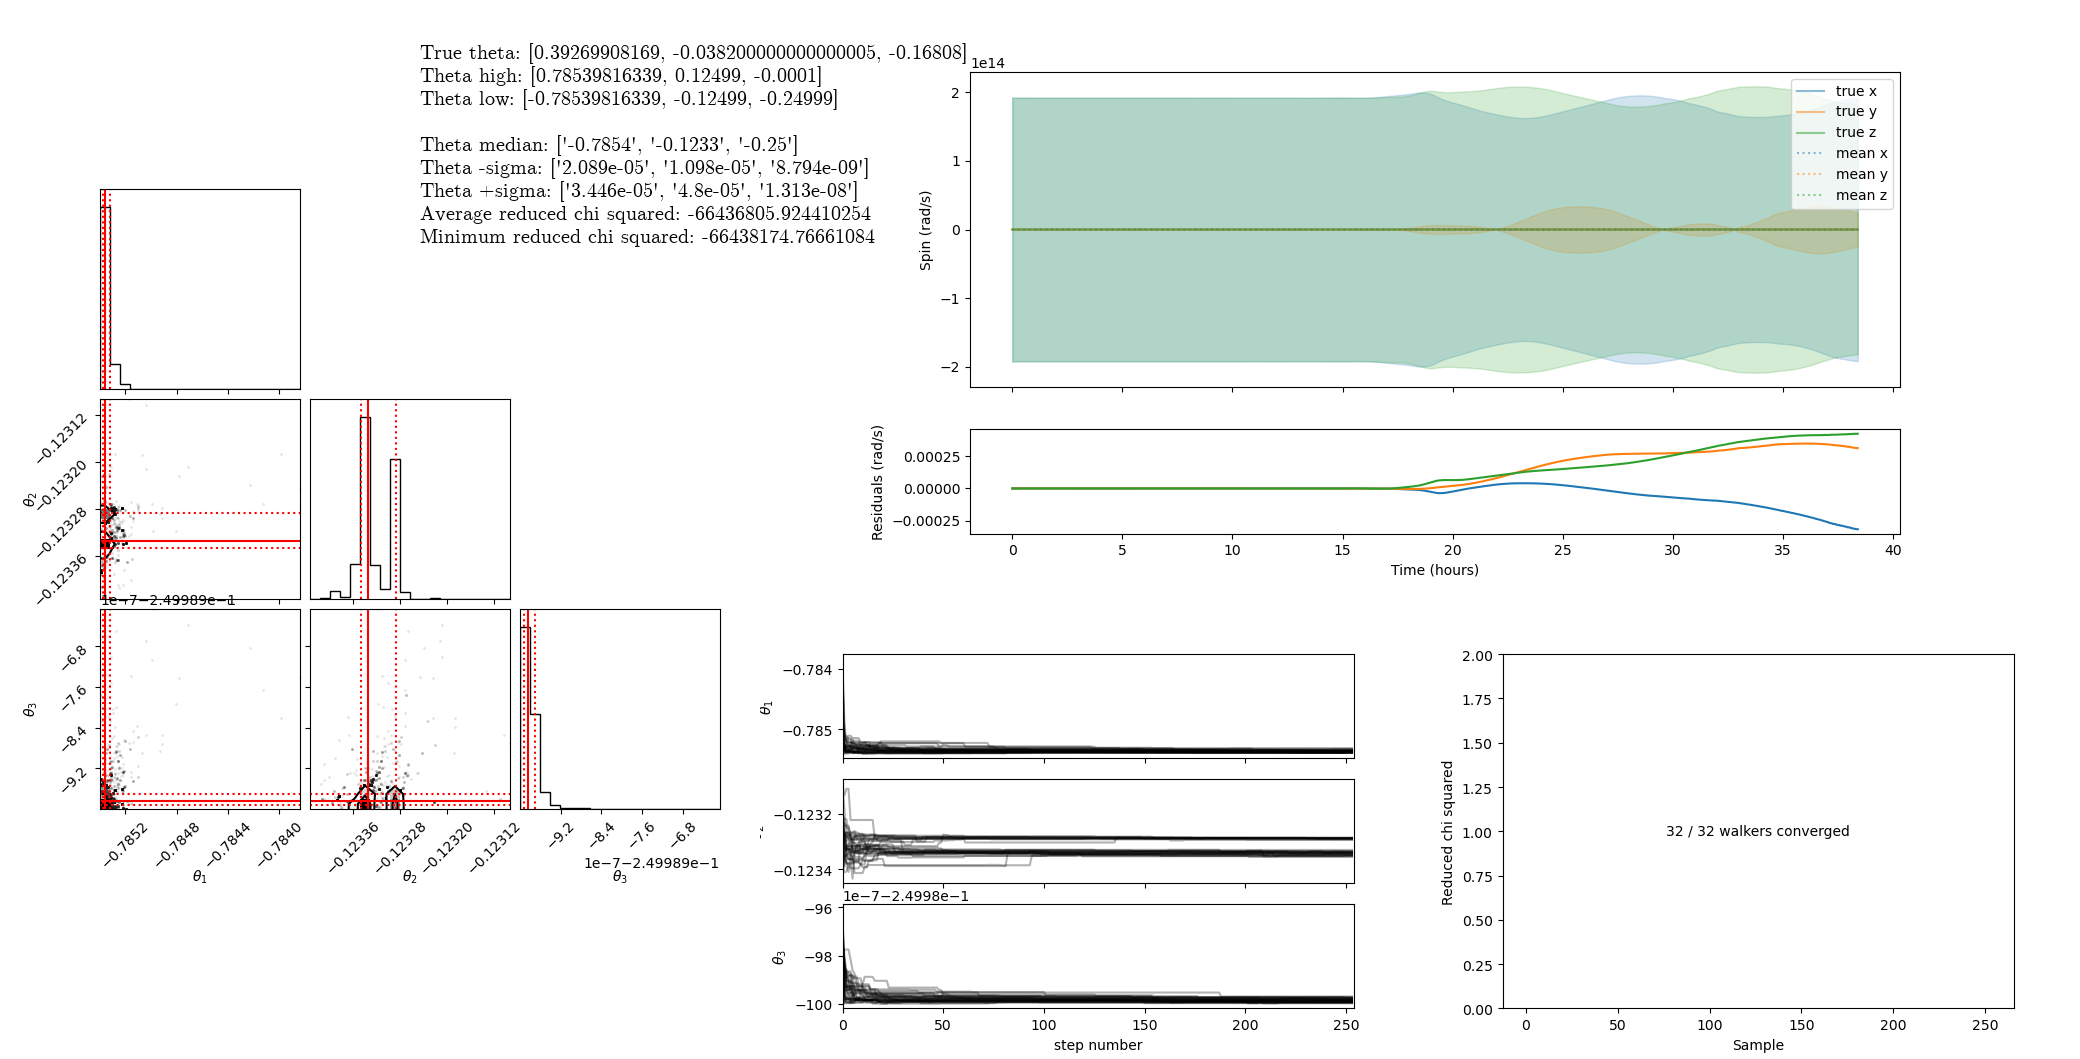 True theta: [0.39269908169, -0.038200000000000005, -0.16808]
Theta high: [0.78539816339, 0.12499, -0.0001]
Theta low: [-0.78539816339, -0.12499, -0.24999]
Theta median: ['-0.7854', '-0.1233', '-0.25']
Theta -sigma: ['2.089e-05', '1.098e-05', '8.794e-09']
Theta +sigma: ['3.446e-05', '4.8e-05', '1.313e-08']
Average reduced chi squared: -66436805.924410254
Minimum reduced chi squared: -66438174.76661084
1e14
2
1
0
−1
−2
Spin (rad/s)
true x
true y
true z
mean x
mean y
mean z
0.00025
0.00000
−0.00025
Residuals (rad/s)
0
5
10
15
20
25
30
35
40
Time (hours)
−0.12312
−0.12320
−0.12328
−0.12336
θ2
1e−7−2.49989e−1
−6.8
−7.6
−8.4
−9.2
θ3
−0.7852
−0.7848
−0.7844
−0.7840
θ1
−0.12336
−0.12328
−0.12320
−0.12312
θ2
−9.2
−8.4
−7.6
−6.8
1e−7−2.49989e−1
θ3
−0.784
−0.785
θ1
−0.1232
−0.1234
1e−7−2.4998e−1
−96
−98
−100
θ3
0
50
100
150
200
250
step number
2.00
1.75
1.50
1.25
1.00
0.75
0.50
0.25
0.00
Reduced chi squared
32 / 32 walkers converged
0
50
100
150
200
250
Sample